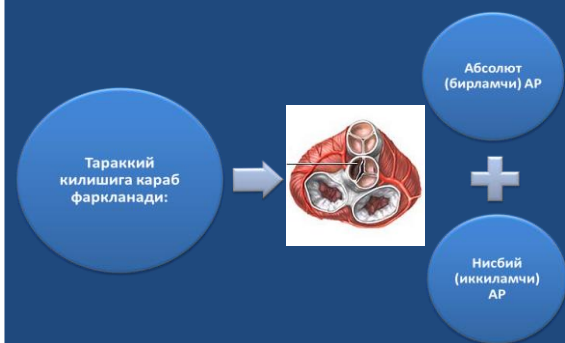 Тараккий
килишига караб
фаркланади:
Абсолют
(бирламчи) АР
Нисбий
(иккиламчи)
АР